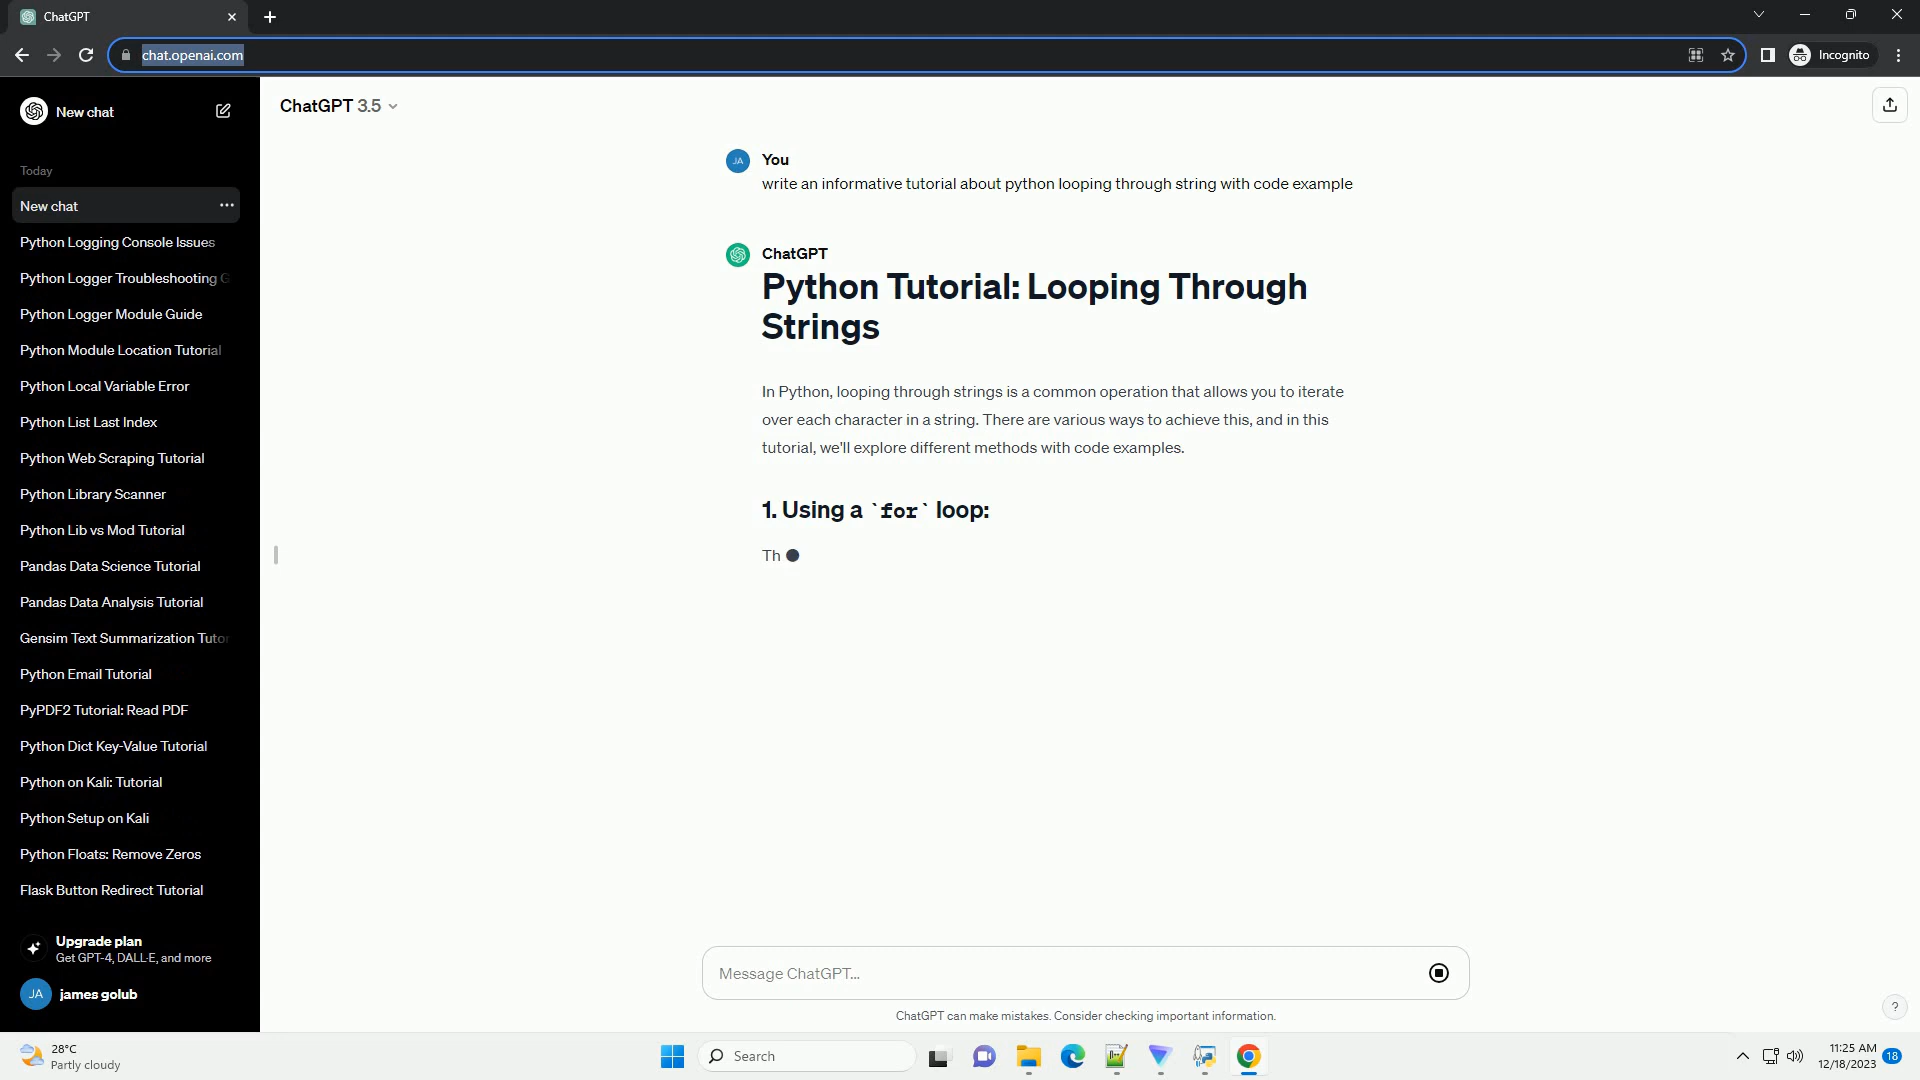 ChatGPT
chat.openai.com
Incognito
New chat
ChatGPT 3.5
Today
New chat
Python Logging Console Issues
Python Logger Troubleshooting G
Python Logger Module Guide
Python Module Location Tutorial
Python Local Variable Error
Python List Last Index
Python Web Scraping Tutorial
Python Library Scanner
Python Lib vs Mod Tutorial
Pandas Data Science Tutorial
Pandas Data Analysis Tutorial
Gensim Text Summarization Tutor
Python Email Tutorial
PyPDF2 Tutorial: Read PDF
Python Dict Key-Value Tutorial
Python on Kali: Tutorial
Python Setup on Kali
Python Floats: Remove Zeros
Flask Button Redirect Tutorial
Upgrade plan
Get GPT-4, DALL·E, and more
JA
james golub
JA
You
write an informative tutorial about python looping through string with code example
ChatGPT
Python Tutorial: Looping Through
Strings
In Python, looping through strings is a common operation that allows you to iterate
over each character in a string. There are various ways to achieve this, and in this
tutorial, we'll explore different methods with code examples.
1. Using a `for` loop:
Th
Message ChatGPT...
ChatGPT can make mistakes. Consider checking important information.
?
28°C
Partly cloudy
Search
11:25 AM
12/18/2023
18